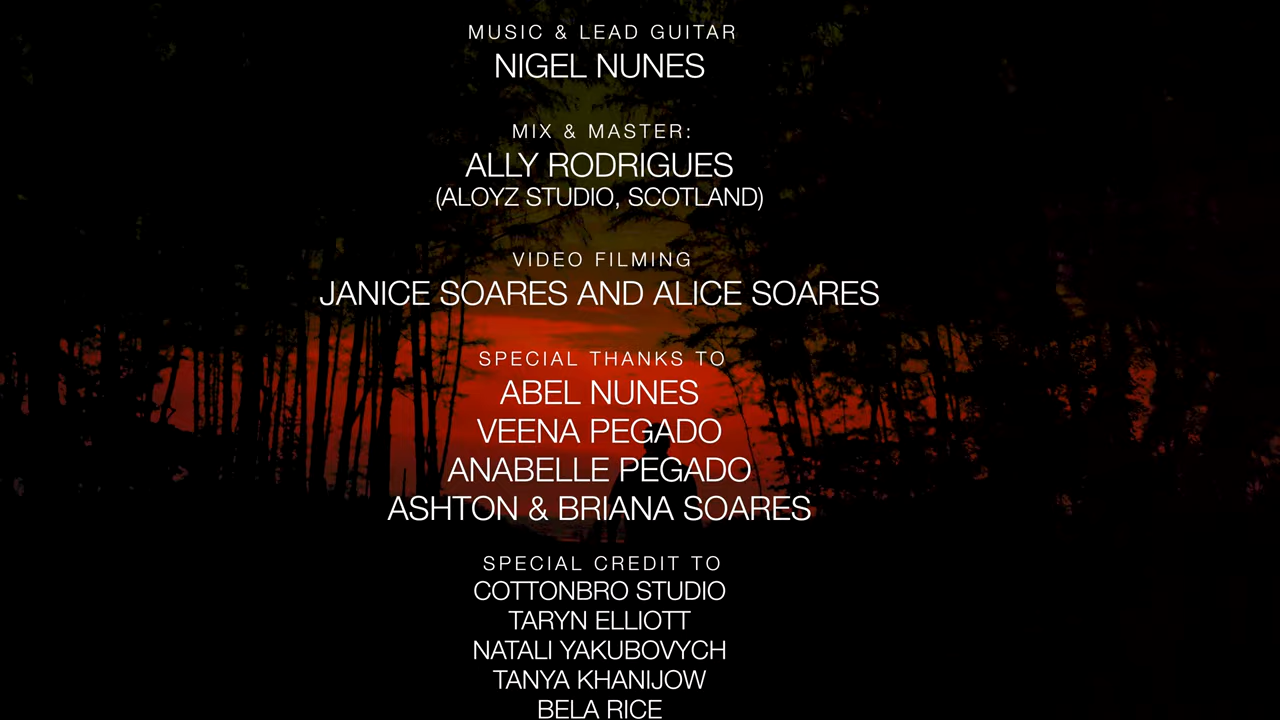 MUSIC & LEAD GUITAR
NIGEL NUNES
MIX & MASTER:
ALLY RODRIGUES
(ALOYZ STUDIO, SCOTLAND)
VIDEO FILMING
JANICE SOARES AND ALICE SOARES
SPECIAL THANKS TO
ABEL NUNES
VEENA PEGADO
ANABELLE PEGADO
ASHTON & BRIANA SOARES
SPECIAL CREDIT TO
COTTONBRO STUDIO
TARYN ELLIOTT
NATALI YAKUBOVYCH
TANYA KHANIJOW
BELA RICE